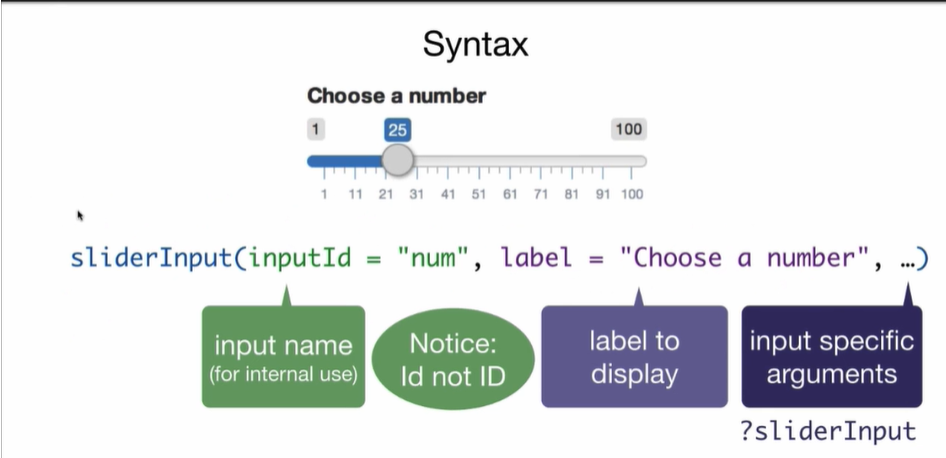 Syntax
Choose a number
1 25 100
1 11 21 31 41 51 61 71 81 91 100
sliderInput(inputId = "num", label = "Choose a number", …)
input name
(for internal use)
Notice:
Id not ID
label to
display
input specific
arguments
?sliderInput